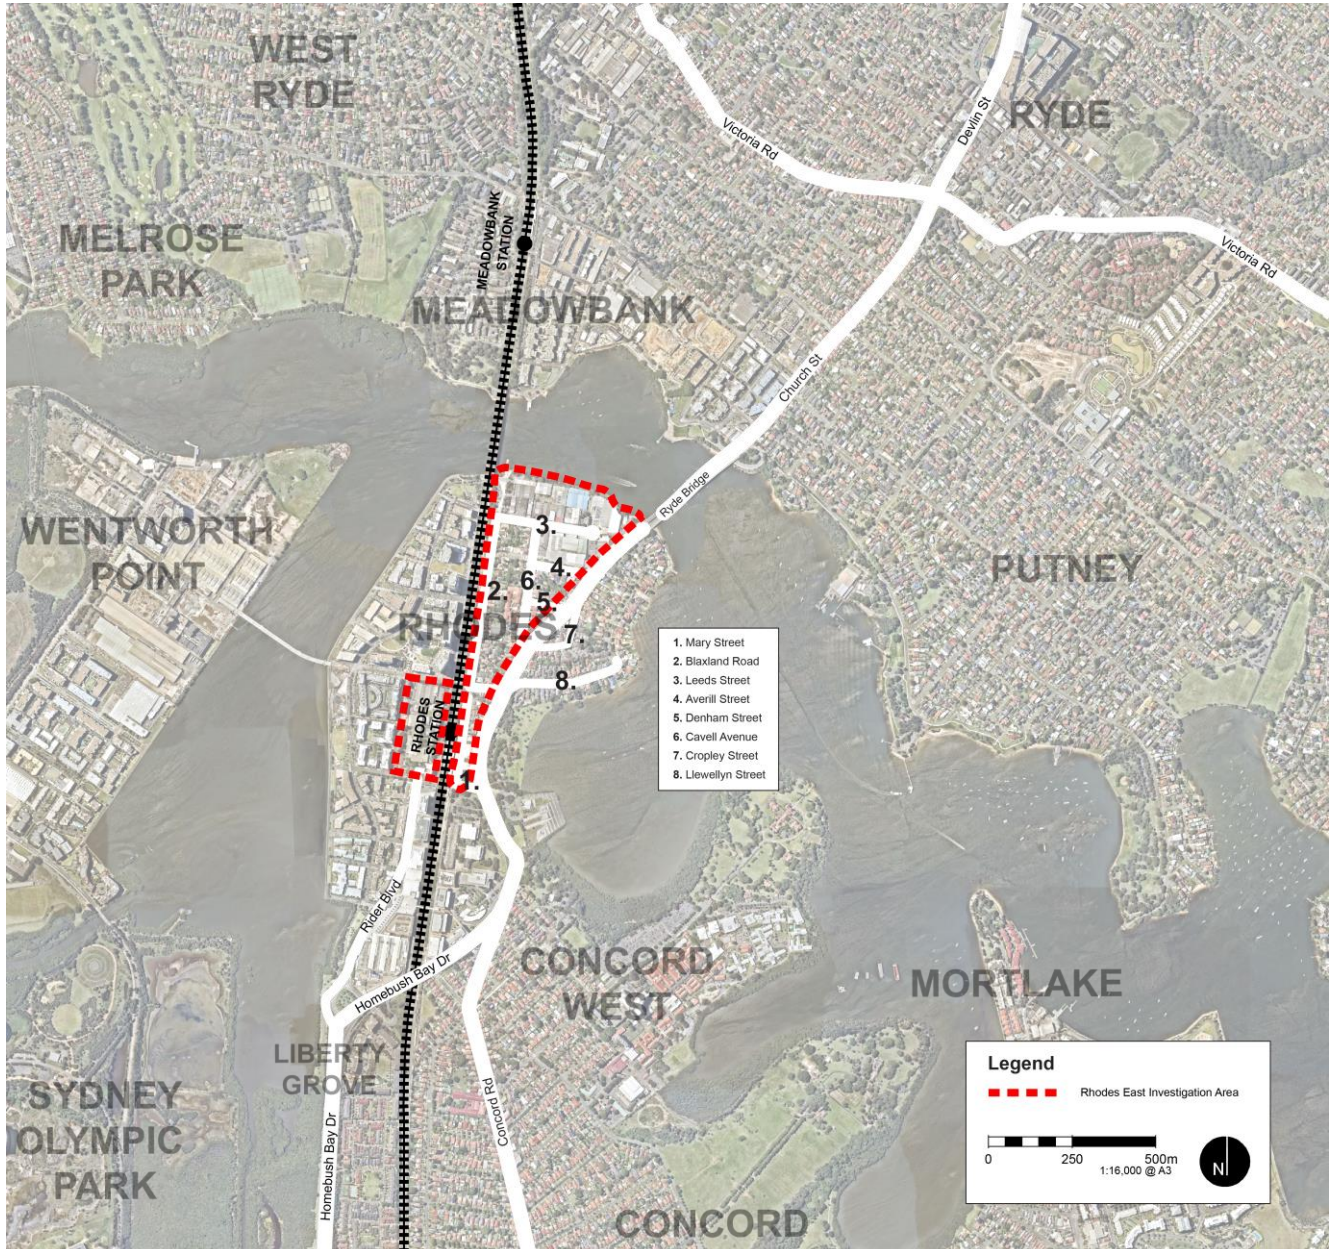 WEST
RYDE
RYDE
Victoria Rd
Devlin St
Victoria Rd
MEADOWBANK
STATION
MELROSE
PARK
MEADOWBANK
Church St
Ryde Bridge
WENTWORTH
POINT
PUTNEY
3.
4.
6.
2.
5.
RHODES
7.
8.
RHODES
STATION
1.
1. Mary Street
2. Blaxland Road
3. Leeds Street
4. Averill Street
5. Denham Street
6. Cavell Avenue
7. Cropley Street
8. Llewellyn Street
Rider Blvd
Homebush Bay Dr
CONCORD
WEST
MORTLAKE
LIBERTY
GROVE
SYDNEY
OLYMPIC
PARK
Homebush Bay Dr
Concord Rd
CONCORD
Legend
Rhodes East Investigation Area
0 250 500m
1:16,000 @ A3
N